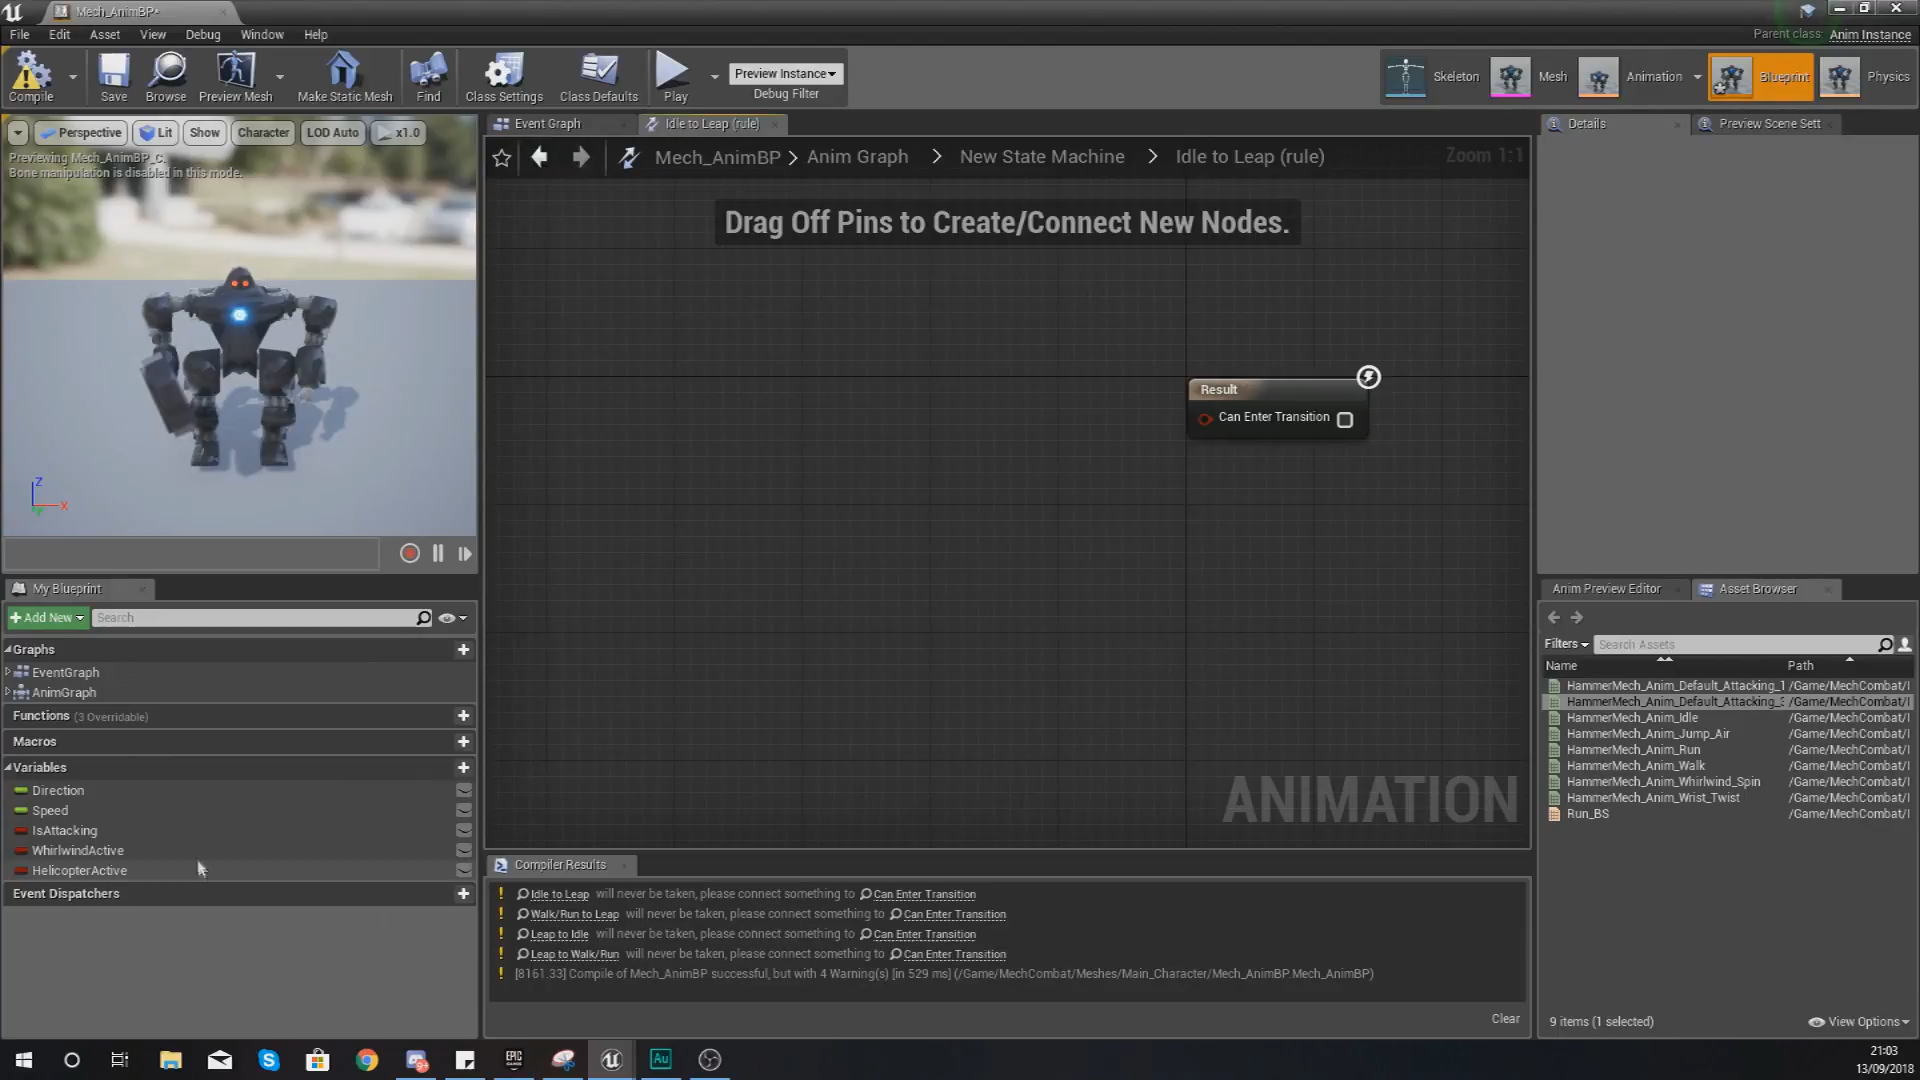 Mech_AnimBP*
File Edit Asset View Debug Window Help
Parent class: Anim Instance
Compile Save Browse Preview Mesh Make Static Mesh Find Class Settings Class Defaults Play
Preview Instance
Debug Filter
Skeleton Mesh Animation Blueprint Physics
Perspective Lit Show Character LOD Auto x1.0
Previewing Mech_AnimBP_C.
Bone manipulation is disabled in this mode.
Z
X
Event Graph
Idle to Leap (rule)
Mech_AnimBP > Anim Graph > New State Machine > Idle to Leap (rule)
Zoom 1:1
Drag Off Pins to Create/Connect New Nodes.
Result
Can Enter Transition
ANIMATION
Details
Preview Scene Sett
My Blueprint
+ Add New
Search
Graphs
EventGraph
AnimGraph
Functions (3 Overridable)
Macros
Variables
Direction
Speed
IsAttacking
WhirlwindActive
HelicopterActive
Event Dispatchers
Compiler Results
Idle to Leap will never be taken, please connect something to Can Enter Transition
Walk/Run to Leap will never be taken, please connect something to Can Enter Transition
Leap to Idle will never be taken, please connect something to Can Enter Transition
Leap to Walk/Run will never be taken, please connect something to Can Enter Transition
[8161.33] Compile of Mech_AnimBP successful, but with 4 Warning(s) [in 529 ms] (/Game/MechCombat/Meshes/Main_Character/Mech_AnimBP.Mech_AnimBP)
Clear
Anim Preview Editor
Asset Browser
Filters
Search Assets
Name Path
HammerMech_Anim_Default_Attacking_1 /Game/MechCombat/
HammerMech_Anim_Default_Attacking_3 /Game/MechCombat/
HammerMech_Anim_Idle /Game/MechCombat/
HammerMech_Anim_Jump_Air /Game/MechCombat/
HammerMech_Anim_Run /Game/MechCombat/
HammerMech_Anim_Walk /Game/MechCombat/
HammerMech_Anim_Whirlwind_Spin /Game/MechCombat/
HammerMech_Anim_Wrist_Twist /Game/MechCombat/
Run_BS /Game/MechCombat/
9 items (1 selected)
View Options
EPIC GAMES
Au
21:03
13/09/2018